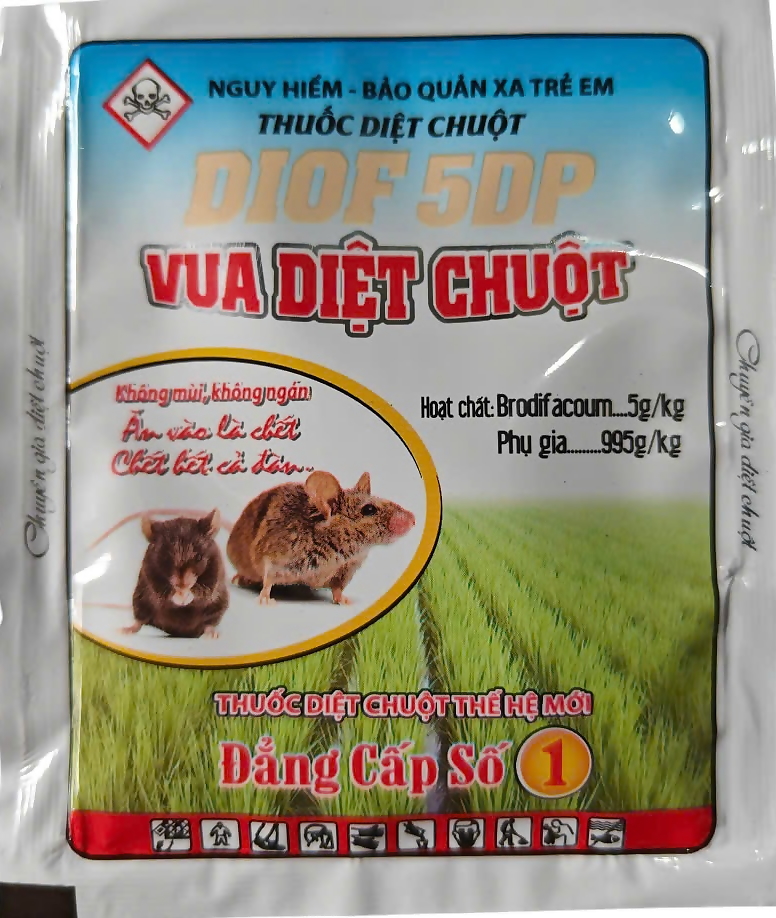 NGUY HIỂM - BẢO QUẢN XA TRẺ EM
THUỐC DIỆT CHUỘT
DIOF 5DP
VUA DIỆT CHUỘT
Không mùi, không ngán
Ăn vào là chết
Chết hết cả đàn...
Hoạt chất: Brodifacoum....5g/kg
Phụ gia.........995g/kg
Chuyên gia diệt chuột
Chuyên gia diệt chuột
THUỐC DIỆT CHUỘT THẾ HỆ MỚI
Đẳng Cấp Số 1